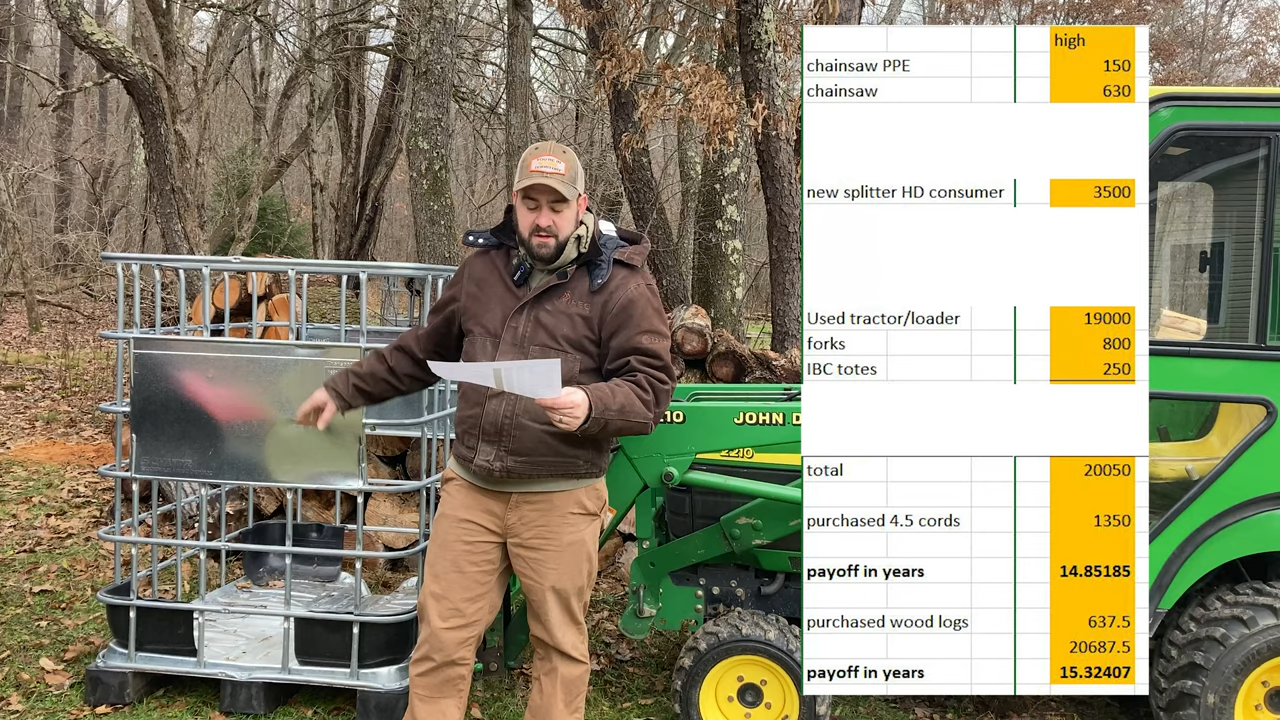 high
chainsaw PPE 150
chainsaw 630
new splitter HD consumer 3500
Used tractor/loader 19000
forks 800
IBC totes 250
total 20050
purchased 4.5 cords 1350
payoff in years 14.85185
purchased wood logs 637.5
20687.5
payoff in years 15.32407
210 JOHN D
2210